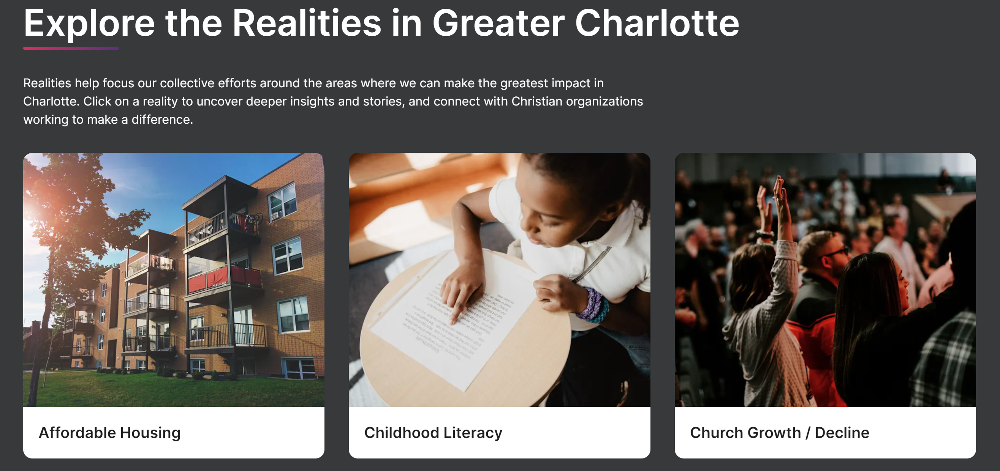 Explore the Realities in Greater Charlotte
Realities help focus our collective efforts around the areas where we can make the greatest impact in
Charlotte. Click on a reality to uncover deeper insights and stories, and connect with Christian organizations
working to make a difference.
Affordable Housing
Childhood Literacy
Church Growth / Decline